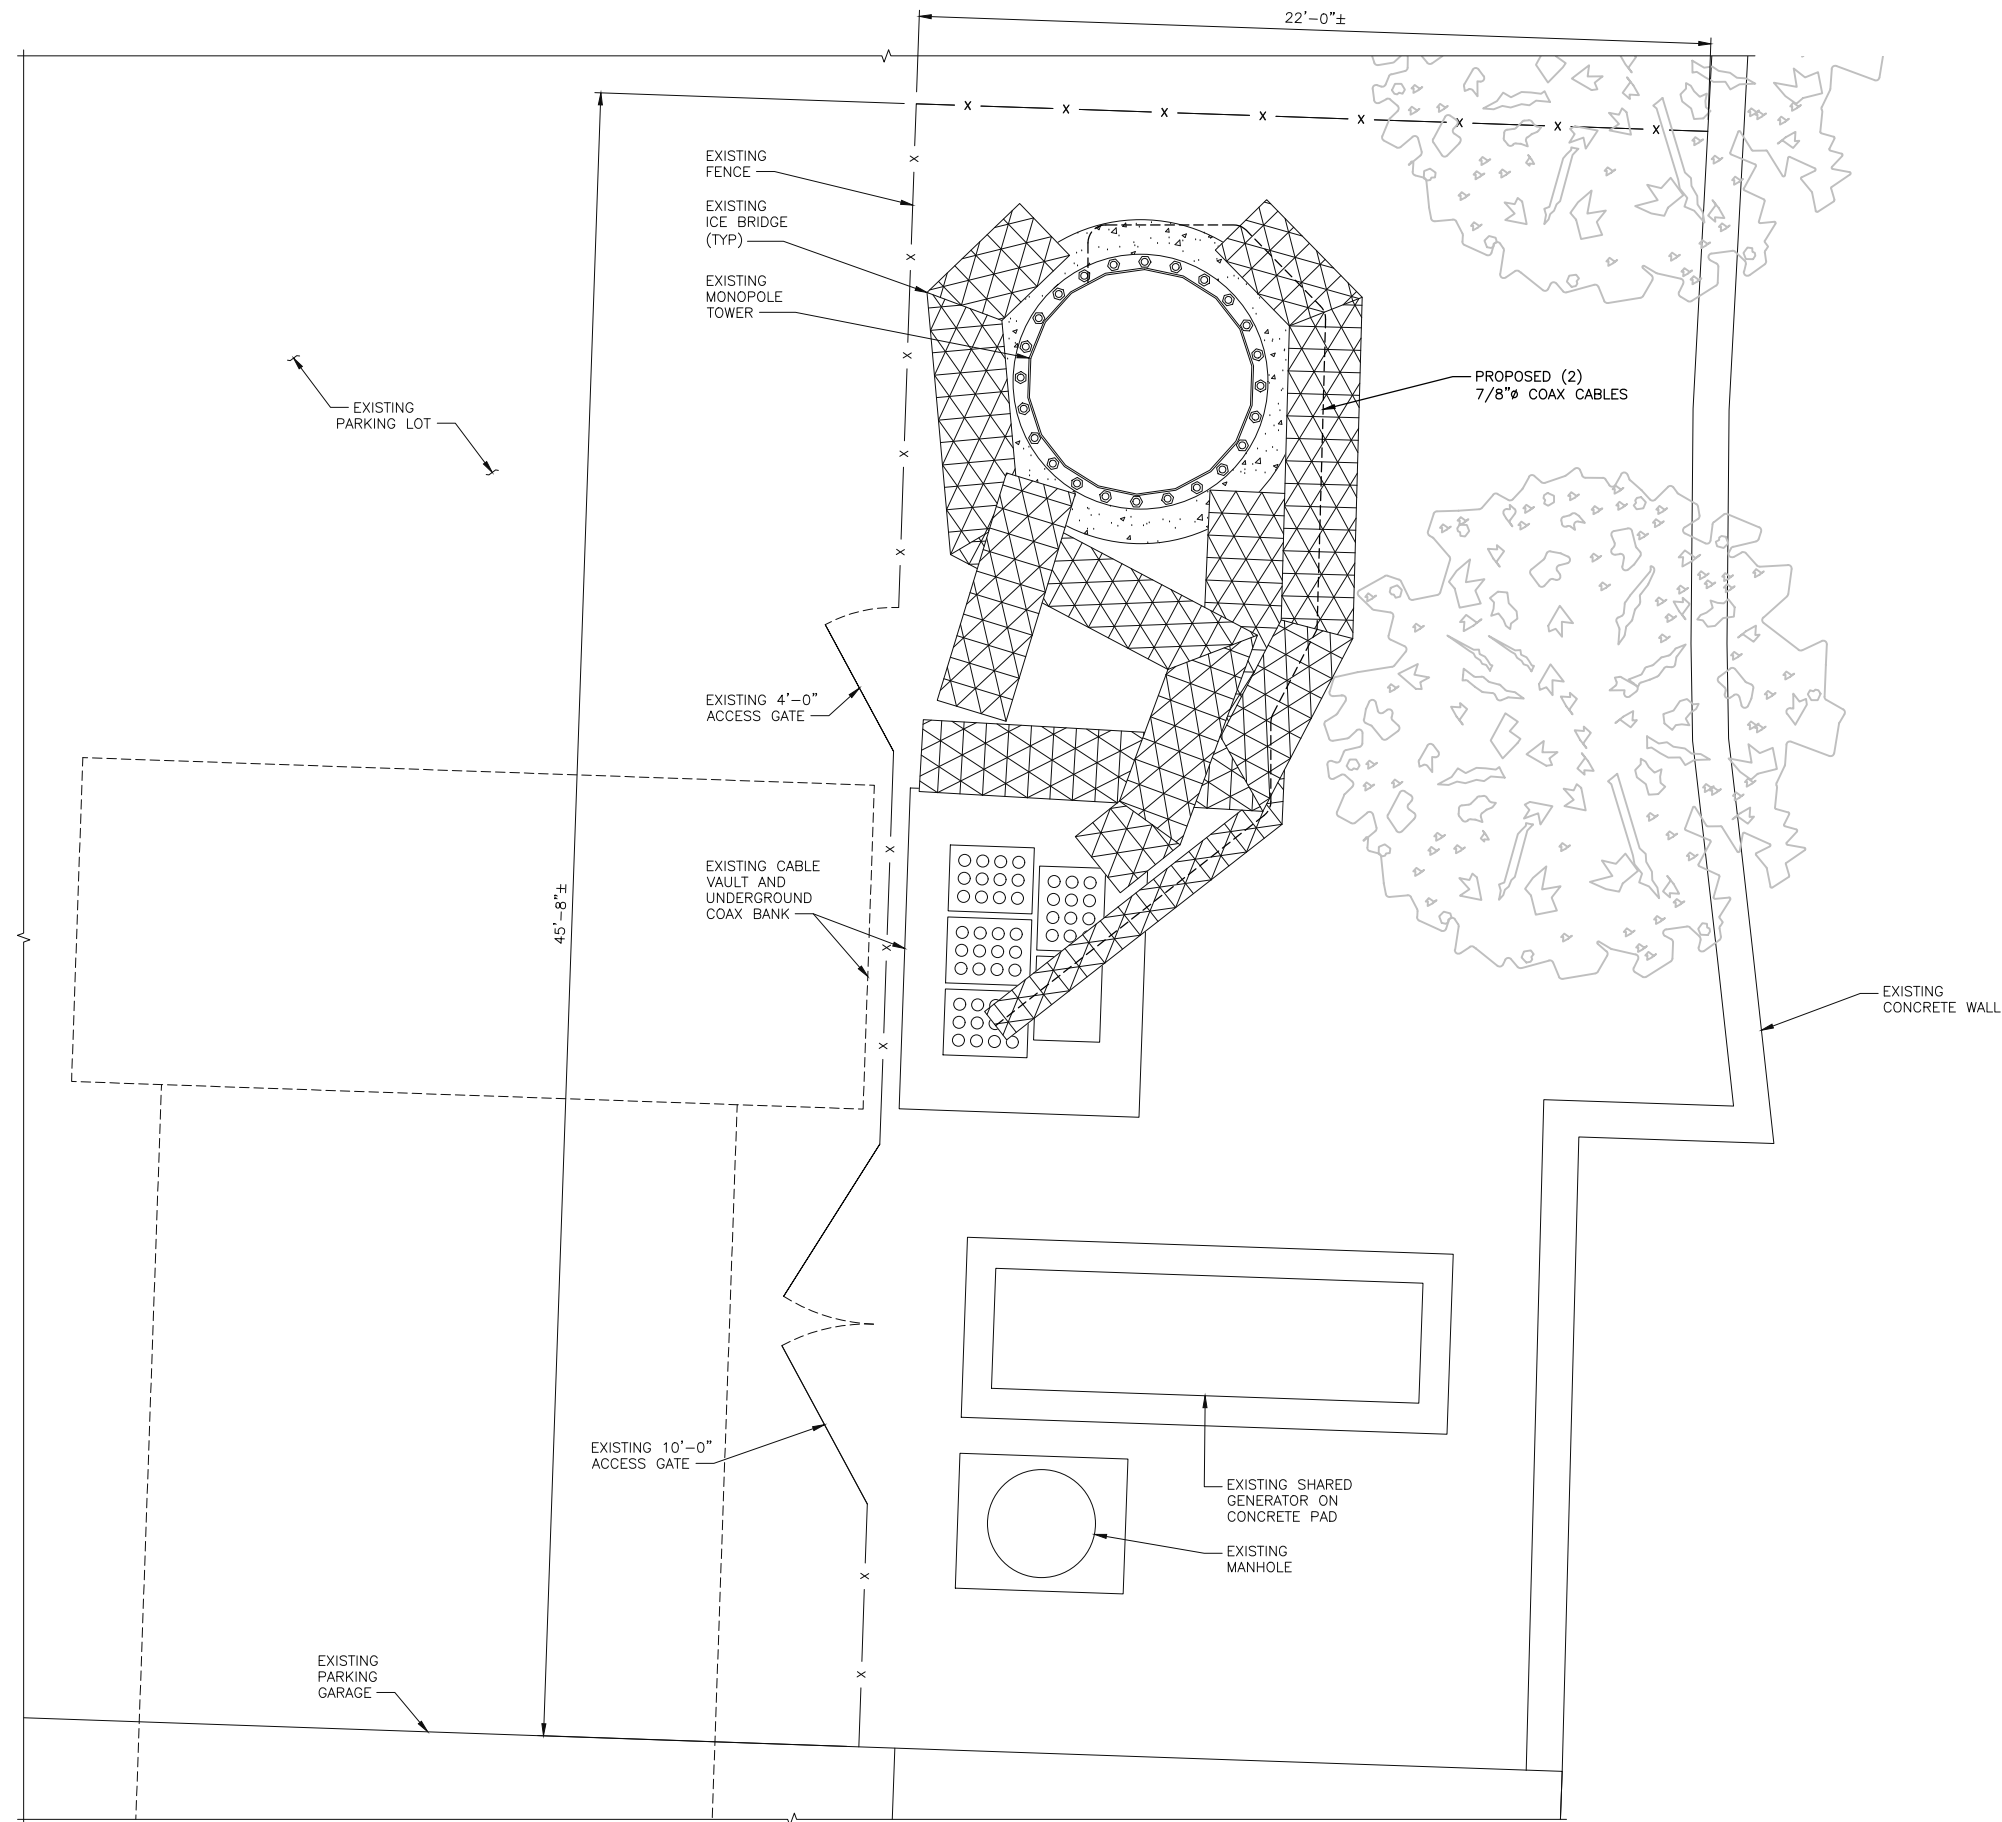 22'-0"±
EXISTING
FENCE
EXISTING
ICE BRIDGE
(TYP)
EXISTING
MONOPOLE
TOWER
PROPOSED (2)
7/8"ø COAX CABLES
EXISTING
PARKING LOT
EXISTING 4'-0"
ACCESS GATE
EXISTING CABLE
VAULT AND
UNDERGROUND
COAX BANK
45'-8"±
EXISTING
CONCRETE WALL
EXISTING 10'-0"
ACCESS GATE
EXISTING SHARED
GENERATOR ON
CONCRETE PAD
EXISTING
MANHOLE
EXISTING
PARKING
GARAGE